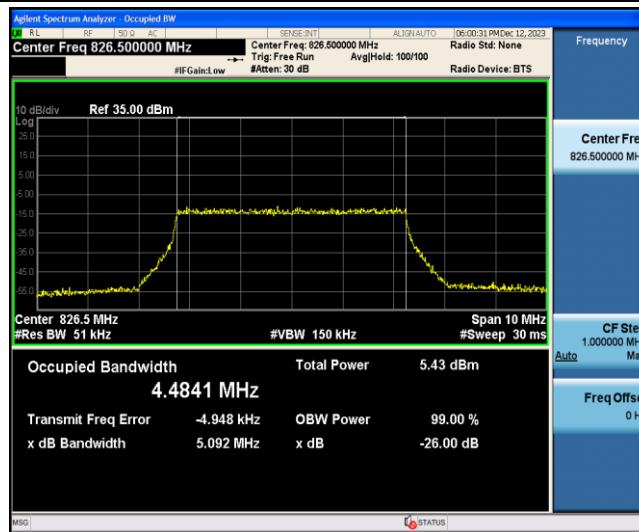 Agilent Spectrum Analyzer - Occupied BW
RL RF 50 Ω AC SENSE:INT ALIGNAUTO 06:00:31 PM Dec 12, 2023
Center Freq 826.500000 MHz
Center Freq: 826.500000 MHz Radio Std: None
Trig: Free Run Avg|Hold: 100/100
#IFGain:Low #Atten: 30 dB Radio Device: BTS
Frequency
10 dB/div Ref 35.00 dBm
Log
25.0
15.0
5.00
-5.00
-15.0
-25.0
-35.0
-45.0
-55.0
Center 826.5 MHz Span 10 MHz
#Res BW 51 kHz #VBW 150 kHz #Sweep 30 ms
Occupied Bandwidth Total Power 5.43 dBm
4.4841 MHz
Transmit Freq Error -4.948 kHz OBW Power 99.00 %
x dB Bandwidth 5.092 MHz x dB -26.00 dB
Center Fre
826.500000 MH
CF Ste
1.000000 MH
Auto Ma
Freq Offs
0 H
MSG STATUS